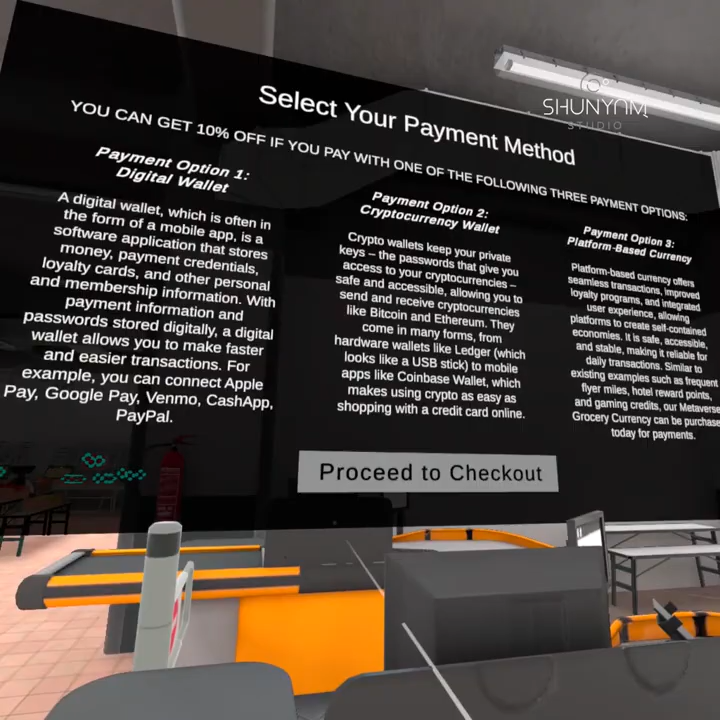 SHUNYAM
STUDIO
Select Your Payment Method
YOU CAN GET 10% OFF IF YOU PAY WITH ONE OF THE FOLLOWING THREE PAYMENT OPTIONS:
Payment Option 1:
Digital Wallet
A digital wallet, which is often in
the form of a mobile app, is a
software application that stores
money, payment credentials,
loyalty cards, and other personal
and membership information. With
payment information and
passwords stored digitally, a digital
wallet allows you to make faster
and easier transactions. For
example, you can connect Apple
Pay, Google Pay, Venmo, CashApp,
PayPal.
Payment Option 2:
Cryptocurrency Wallet
Crypto wallets keep your private
keys – the passwords that give you
access to your cryptocurrencies –
safe and accessible, allowing you to
send and receive cryptocurrencies
like Bitcoin and Ethereum. They
come in many forms, from
hardware wallets like Ledger (which
looks like a USB stick) to mobile
apps like Coinbase Wallet, which
makes using crypto as easy as
shopping with a credit card online.
Payment Option 3:
Platform-Based Currency
Platform-based currency offers
seamless transactions, improved
loyalty programs, and integrated
user experience, allowing
platforms to create self-contained
economies. It is safe, accessible,
and stable, making it reliable for
daily transactions. Similar to
existing examples such as frequent
flyer miles, hotel reward points,
and gaming credits, our Metaverse
Grocery Currency can be purchase
today for payments.
Proceed to Checkout